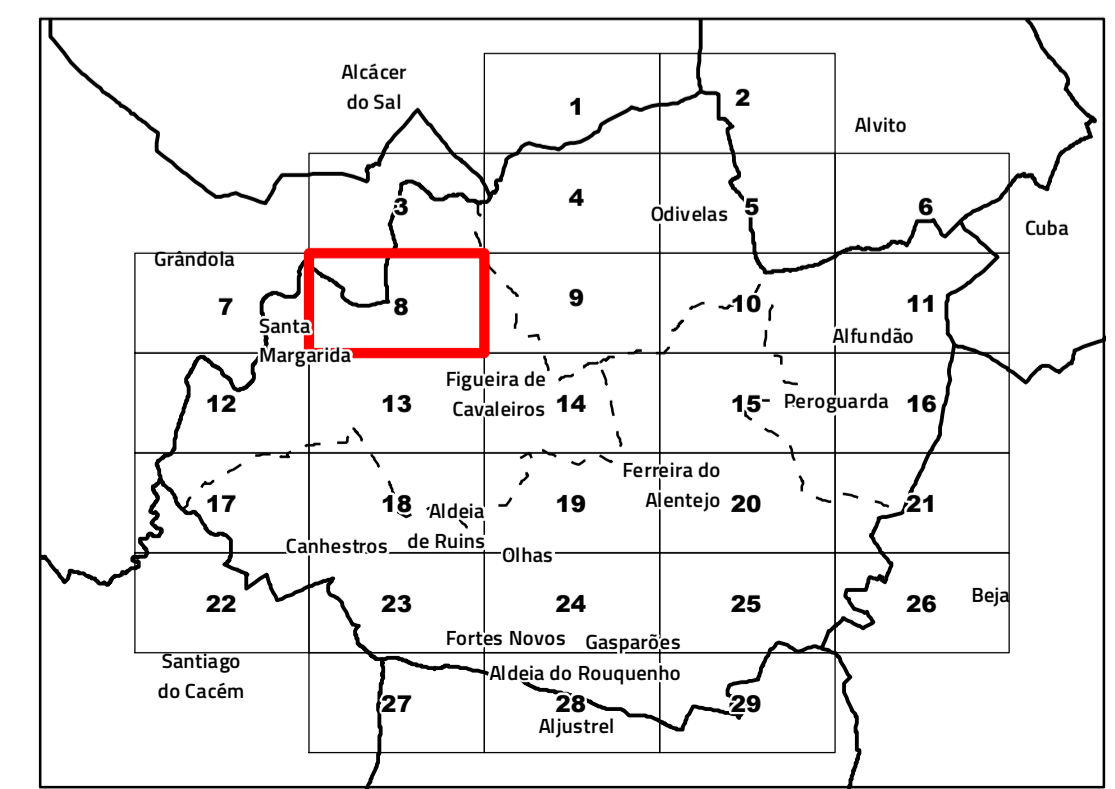 Alcácer
do Sal
1
2
Alvito
3
4
Odivelas
5
6
Cuba
Grândola
7
8
9
10
11
Santa
Margarida
Alfundão
Figueira de
Cavaleiros
12
13
14
15
Peroguarda
16
Ferreira do
Alentejo
17
18
Aldeia
de Ruins
19
20
21
Canhestros
Olhas
22
23
24
25
26
Beja
Fortes Novos
Gasparões
Santiago
do Cacém
Aldeia do Rouquenho
27
28
29
Aljustrel